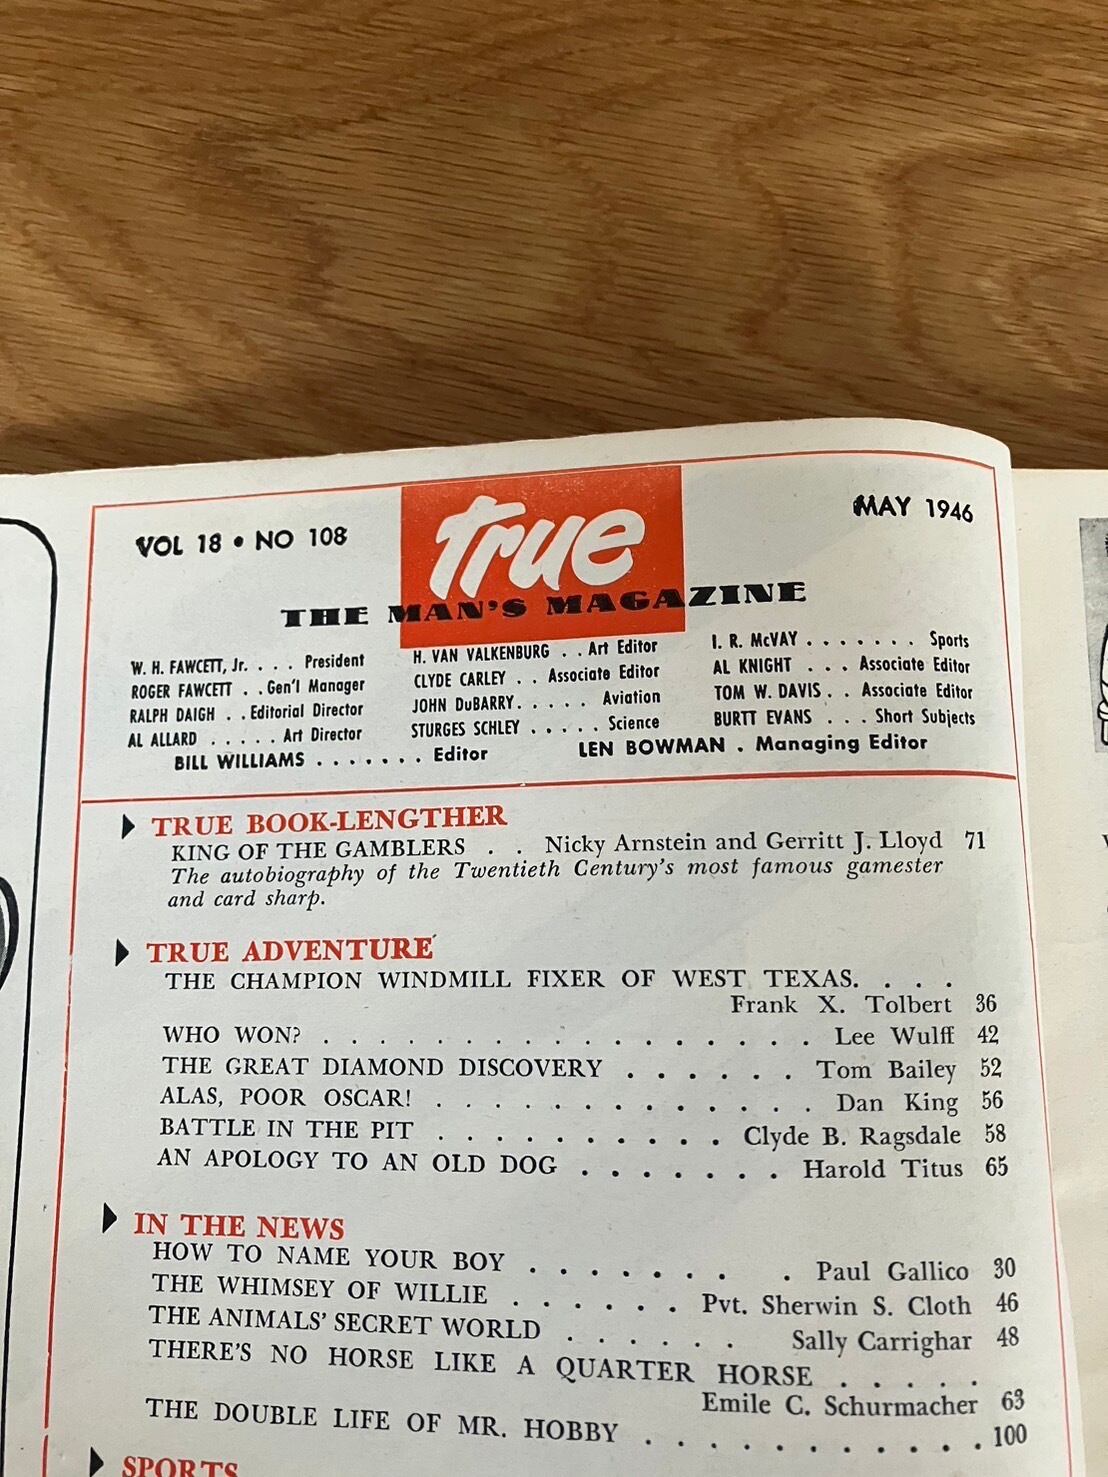 VOL 18 • NO 108
true
MAY 1946
THE MAN'S MAGAZINE
W. H. FAWCETT, Jr. . . . . President
ROGER FAWCETT . . Gen'l Manager
RALPH DAIGH . . Editorial Director
AL ALLARD . . . . . Art Director
H. VAN VALKENBURG . . Art Editor
CLYDE CARLEY . . Associate Editor
JOHN DuBARRY . . . . . Aviation
STURGES SCHLEY . . . . . Science
I. R. McVAY . . . . . . . Sports
AL KNIGHT . . . Associate Editor
TOM W. DAVIS . . Associate Editor
BURTT EVANS . . . Short Subjects
BILL WILLIAMS . . . . . . . Editor
LEN BOWMAN . Managing Editor
TRUE BOOK-LENGTHER
KING OF THE GAMBLERS . . Nicky Arnstein and Gerritt J. Lloyd 71
The autobiography of the Twentieth Century's most famous gamester
and card sharp.
TRUE ADVENTURE
THE CHAMPION WINDMILL FIXER OF WEST TEXAS. . . .
Frank X. Tolbert 36
WHO WON? . . . . . . . . . . . . . . . . . Lee Wulff 42
THE GREAT DIAMOND DISCOVERY . . . . . . Tom Bailey 52
ALAS, POOR OSCAR! . . . . . . . . . . . . . Dan King 56
BATTLE IN THE PIT . . . . . . . . . . Clyde B. Ragsdale 58
AN APOLOGY TO AN OLD DOG . . . . . . . Harold Titus 65
IN THE NEWS
HOW TO NAME YOUR BOY . . . . . . . . Paul Gallico 30
THE WHIMSEY OF WILLIE . . . . . . Pvt. Sherwin S. Cloth 46
THE ANIMALS' SECRET WORLD . . . . . . Sally Carrighar 48
THERE'S NO HORSE LIKE A QUARTER HORSE . . . . .
Emile C. Schurmacher 63
THE DOUBLE LIFE OF MR. HOBBY . . . . . . . . . . . . 100
SPORTS